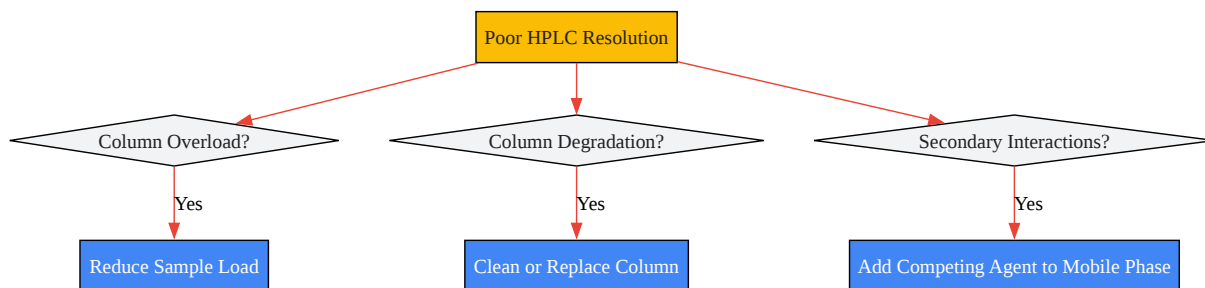 Poor HPLC Resolution
Column Overload?
Column Degradation?
Secondary Interactions?
Yes
Yes
Yes
Reduce Sample Load
Clean or Replace Column
Add Competing Agent to Mobile Phase